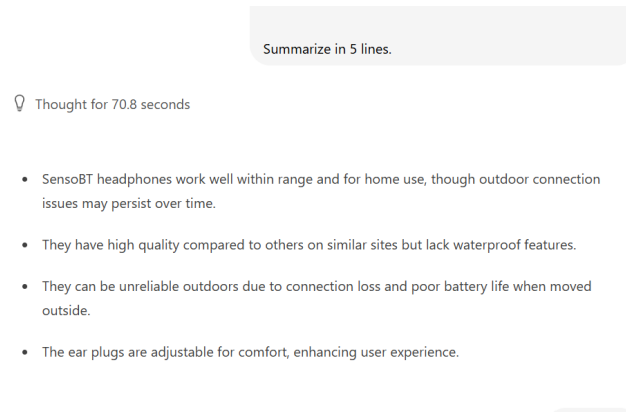 Summarize in 5 lines.
Thought for 70.8 seconds
SensoBT headphones work well within range and for home use, though outdoor connection
issues may persist over time.
They have high quality compared to others on similar sites but lack waterproof features.
They can be unreliable outdoors due to connection loss and poor battery life when moved
outside.
The ear plugs are adjustable for comfort, enhancing user experience.